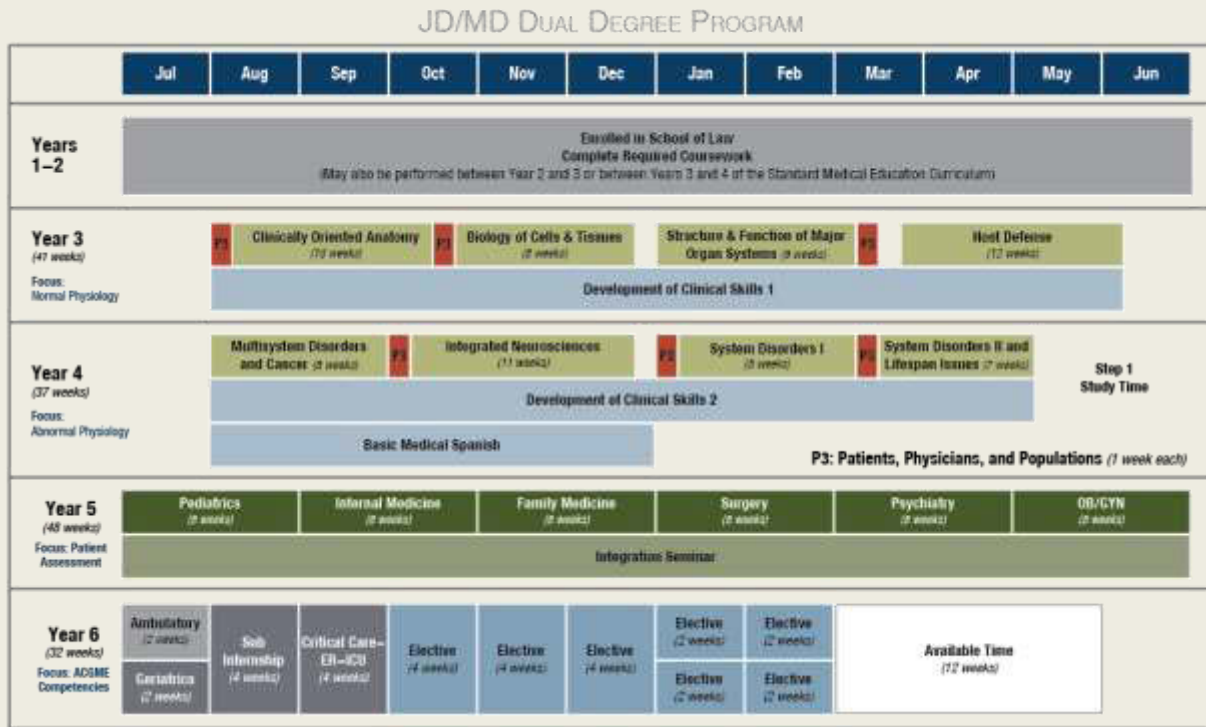 JD/MD DUAL DEGREE PROGRAM
Jul Aug Sep Oct Nov Dec Jan Feb Mar Apr May Jun
Years
1–2
Enrolled in School of Law
Complete Required Coursework
(May also be performed between Year 2 and 3 or between Years 3 and 4 of the Standard Medical Education Curriculum)
Year 3
(41 weeks)
Focus:
Normal Physiology
P3
Clinically Oriented Anatomy
(10 weeks)
P3
Biology of Cells & Tissues
(8 weeks)
Structure & Function of Major
Organ Systems (9 weeks)
P3
Host Defense
(12 weeks)
Development of Clinical Skills 1
Year 4
(37 weeks)
Focus:
Abnormal Physiology
Multisystem Disorders
and Cancer (8 weeks)
P3
Integrated Neurosciences
(11 weeks)
P3
System Disorders I
(8 weeks)
P3
System Disorders II and
Lifespan Issues (7 weeks)
Step 1
Study Time
Development of Clinical Skills 2
Basic Medical Spanish
P3: Patients, Physicians, and Populations (1 week each)
Year 5
(48 weeks)
Focus: Patient
Assessment
Pediatrics
(8 weeks)
Internal Medicine
(8 weeks)
Family Medicine
(8 weeks)
Surgery
(8 weeks)
Psychiatry
(8 weeks)
OB/GYN
(8 weeks)
Integration Seminar
Year 6
(32 weeks)
Focus: ACGME
Competencies
Ambulatory
(2 weeks)
Geriatrics
(2 weeks)
Sub
Internship
(4 weeks)
Critical Care–
ER–ICU
(4 weeks)
Elective
(4 weeks)
Elective
(4 weeks)
Elective
(4 weeks)
Elective
(2 weeks)
Elective
(2 weeks)
Elective
(2 weeks)
Elective
(2 weeks)
Available Time
(12 weeks)